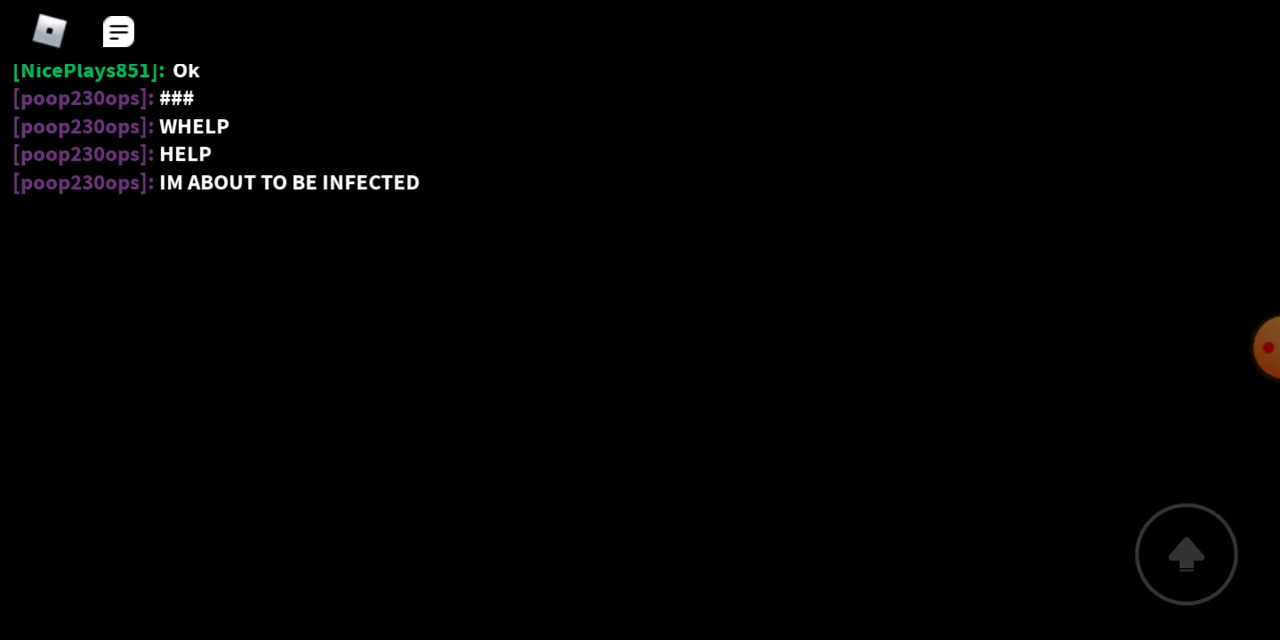 [NicePlays851]: Ok
[poop230ops]: ###
[poop230ops]: WHELP
[poop230ops]: HELP
[poop230ops]: IM ABOUT TO BE INFECTED